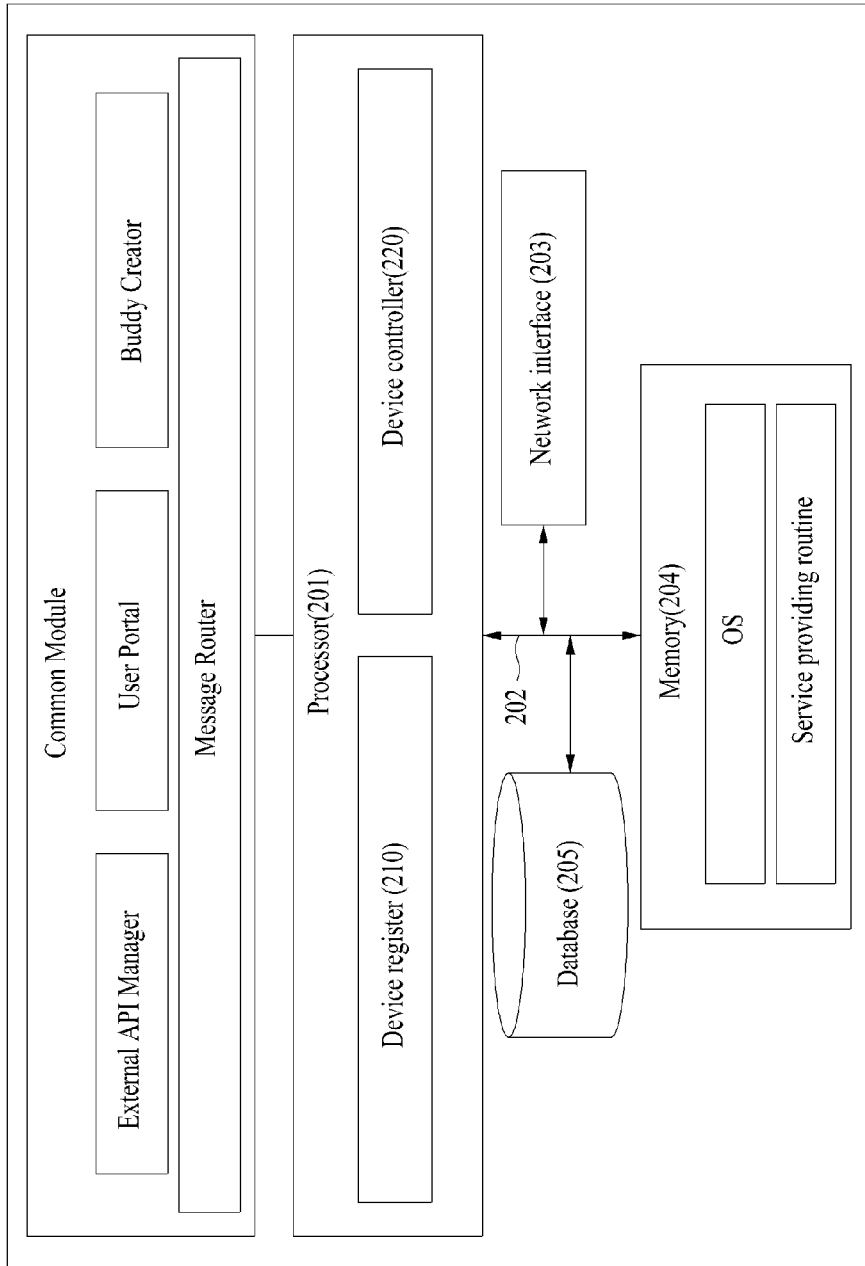 Common Module
External API Manager
User Portal
Buddy Creator
Message Router
Processor(201)
Device register (210)
Device controller(220)
202
Database (205)
Network interface (203)
Memory(204)
OS
Service providing routine